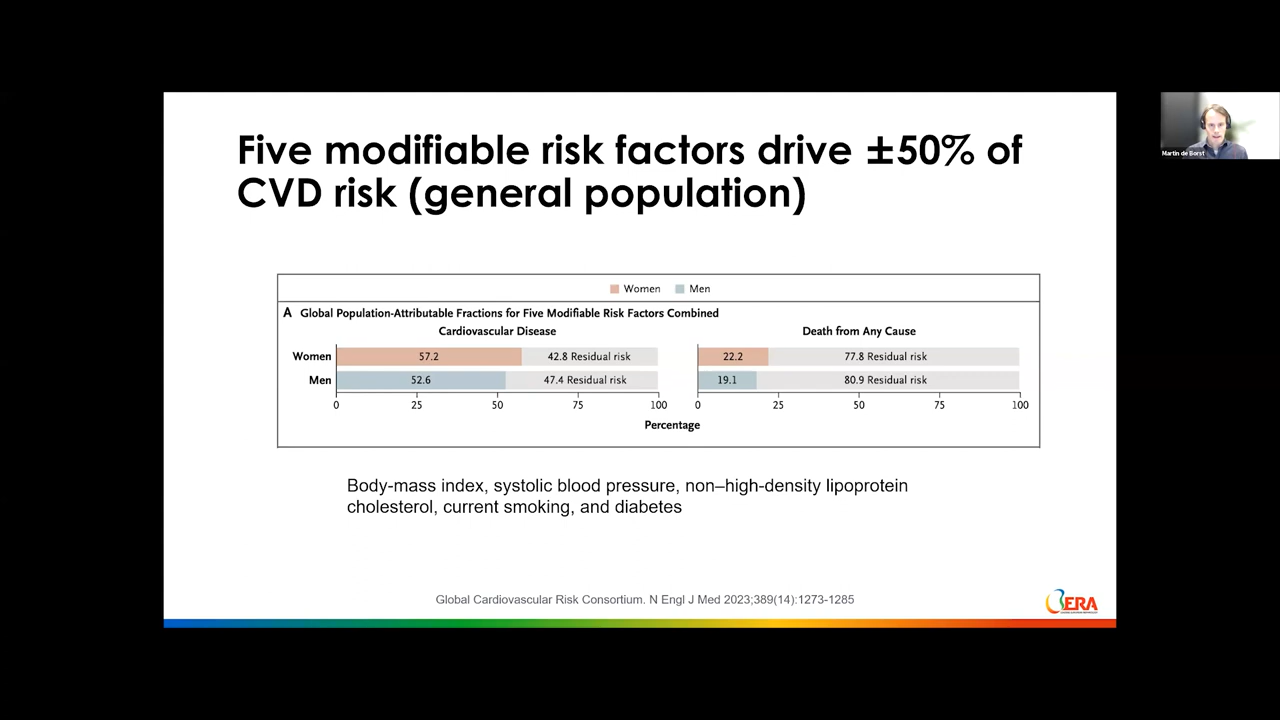 Five modifiable risk factors drive ±50% of
CVD risk (general population)
Martin de Borst
Women Men
A Global Population-Attributable Fractions for Five Modifiable Risk Factors Combined
Cardiovascular Disease
Women 57.2 42.8 Residual risk
Men 52.6 47.4 Residual risk
0 25 50 75 100
Death from Any Cause
22.2 77.8 Residual risk
19.1 80.9 Residual risk
0 25 50 75 100
Percentage
Body-mass index, systolic blood pressure, non–high-density lipoprotein
cholesterol, current smoking, and diabetes
Global Cardiovascular Risk Consortium. N Engl J Med 2023;389(14):1273-1285
ERA